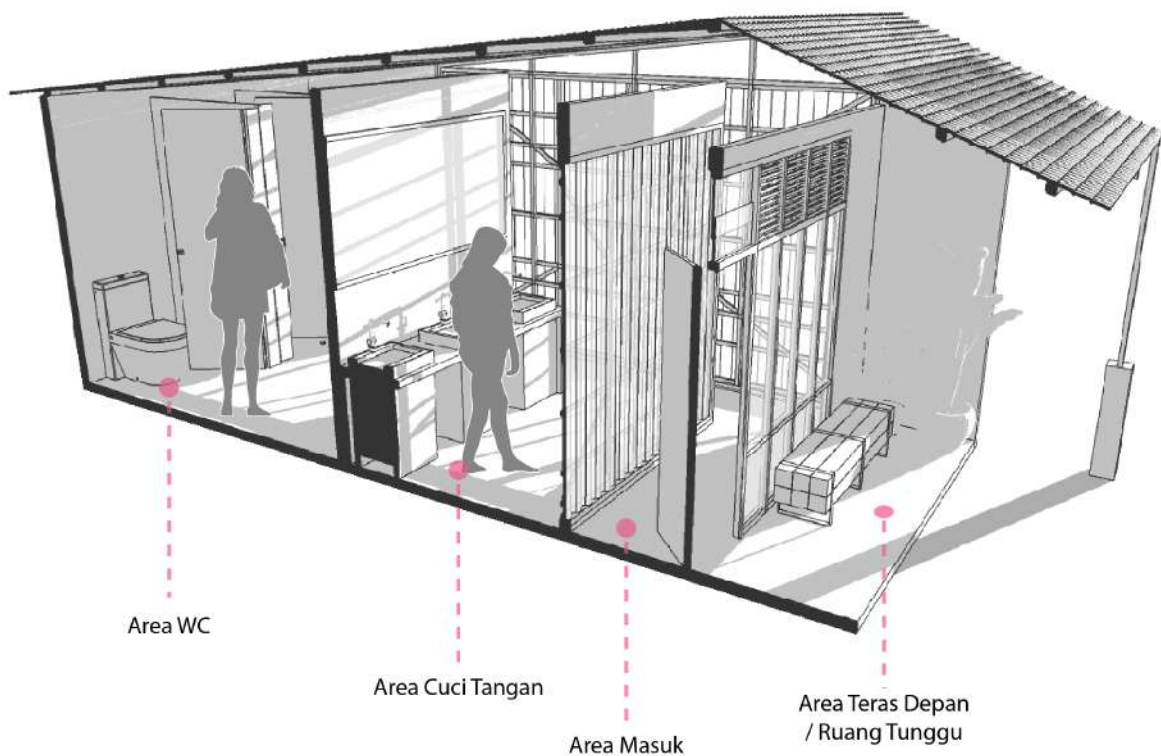 Area WC
Area Cuci Tangan
Area Masuk
Area Teras Depan
/ Ruang Tunggu